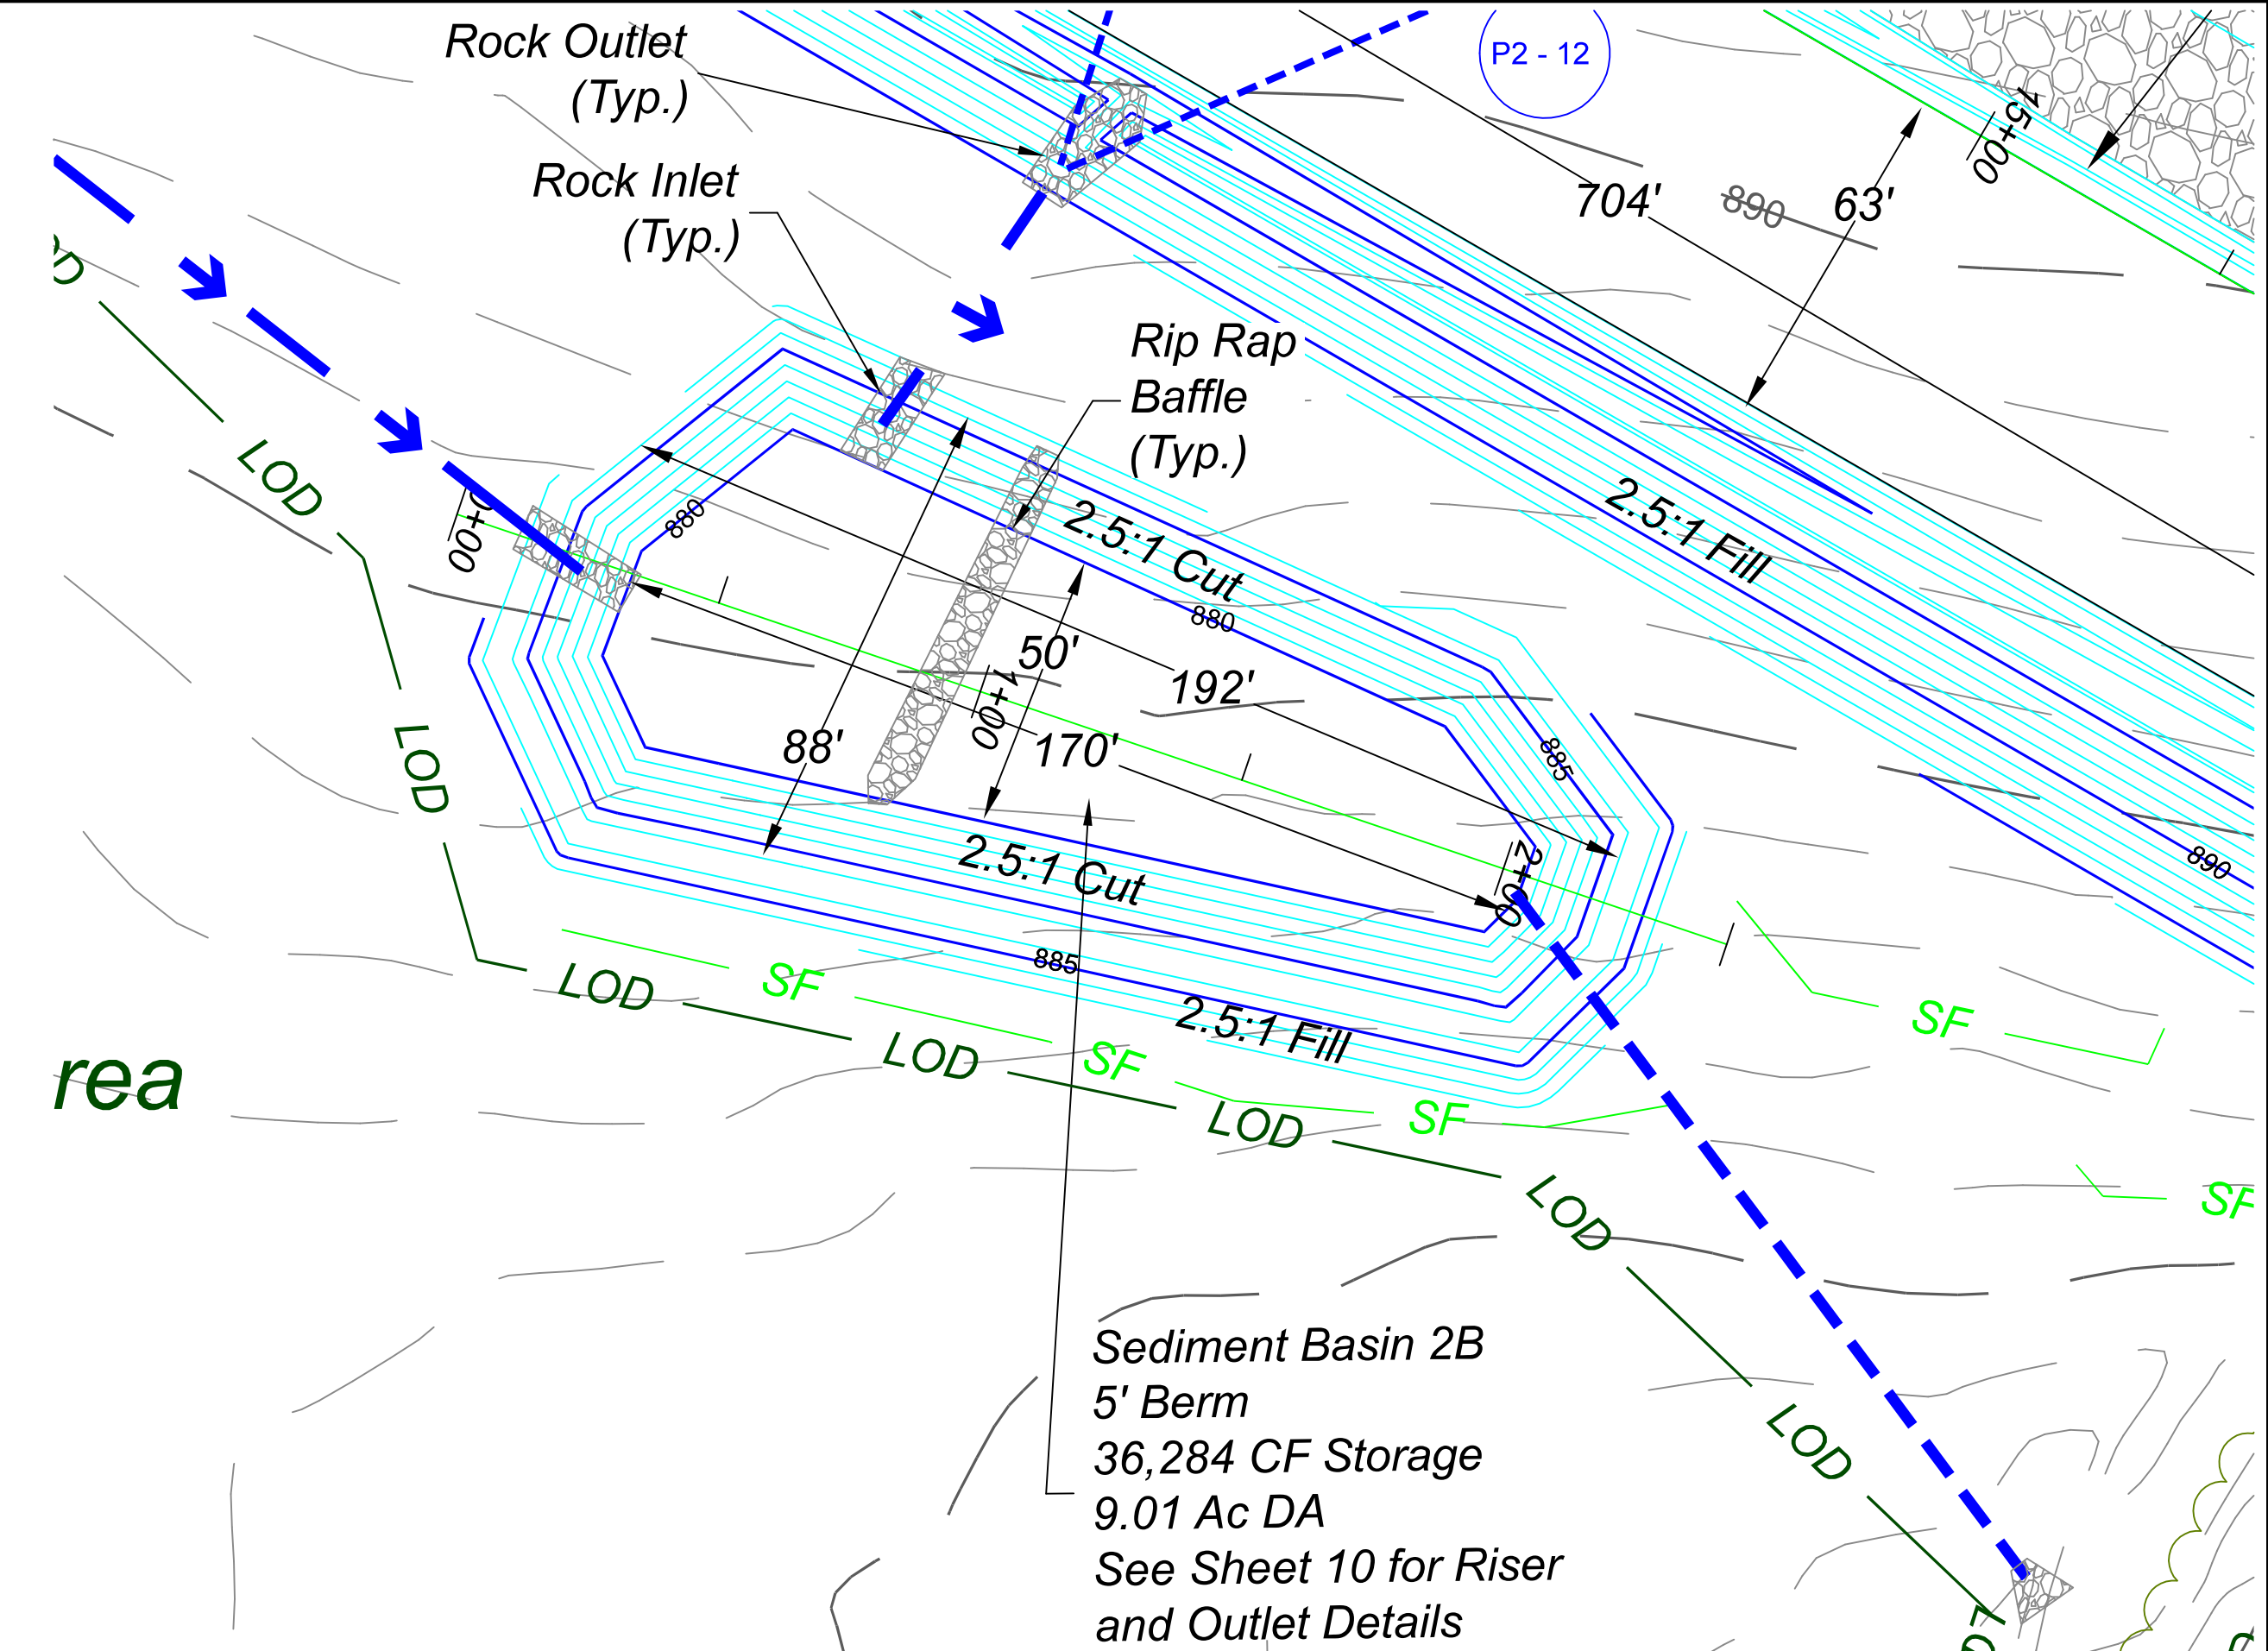 Rock Outlet
(Typ.)
P2 - 12
15+00
Rock Inlet
(Typ.)
704'
890
63'
Rip Rap
Baffle
(Typ.)
LOD
0+00
880
2.5:1 Cut
2.5:1 Fill
880
50'
192'
1+00
88'
170'
885
LOD
2.5:1 Cut
2+00
890
885
LOD
SF
2.5:1 Fill
SF
LOD
SF
rea
LOD
SF
SF
LOD
Sediment Basin 2B
5' Berm
36,284 CF Storage
9.01 Ac DA
See Sheet 10 for Riser
and Outlet Details
LOD